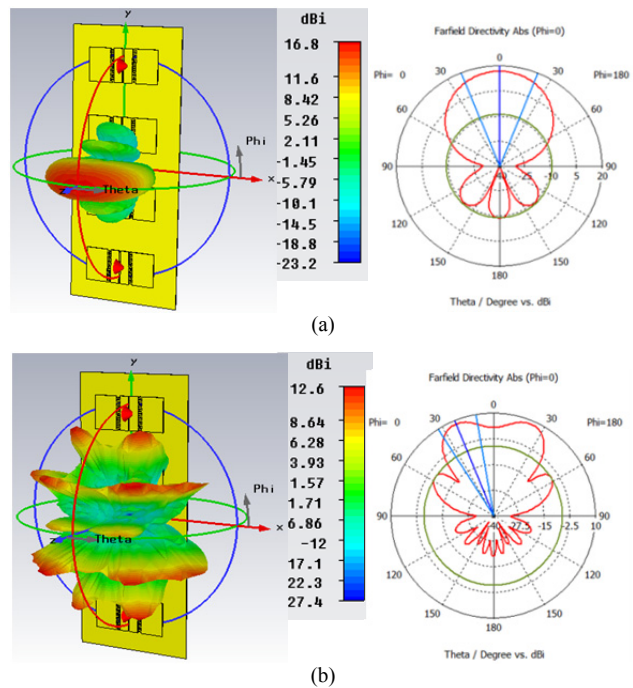 dBi
16.8
11.6
8.42
5.26
2.11
-1.45
-5.79
-10.1
-14.5
-18.8
-23.2
y
Phi
Theta
z
x
Farfield Directivity Abs (Phi=0)
0
30 30
Phi= 0 Phi=180
60 60
90 -40 -25 -10 5 20 90
120 120
150 150
180
Theta / Degree vs. dBi
(a)
dBi
12.6
8.64
6.28
3.93
1.57
1.71
6.86
-12
17.1
22.3
27.4
y
Phi
Theta
z
x
Farfield Directivity Abs (Phi=0)
0
30 30
Phi= 0 Phi=180
60 60
90 -40 -27.5 -15 -2.5 10 90
120 120
150 150
180
Theta / Degree vs. dBi
(b)